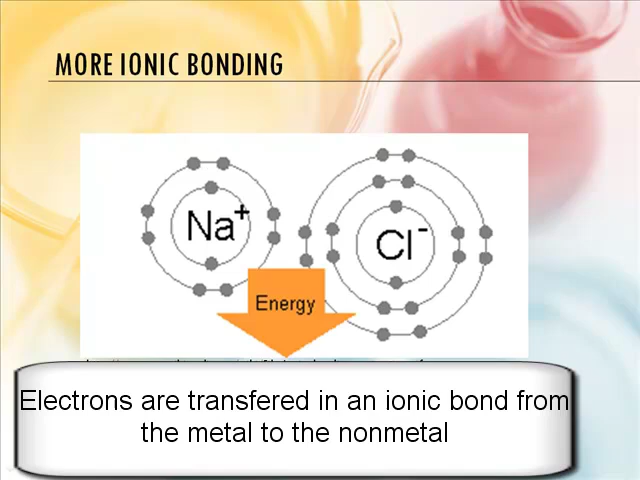 MORE IONIC BONDING
Na+
Cl-
Energy
Electrons are transfered in an ionic bond from
the metal to the nonmetal